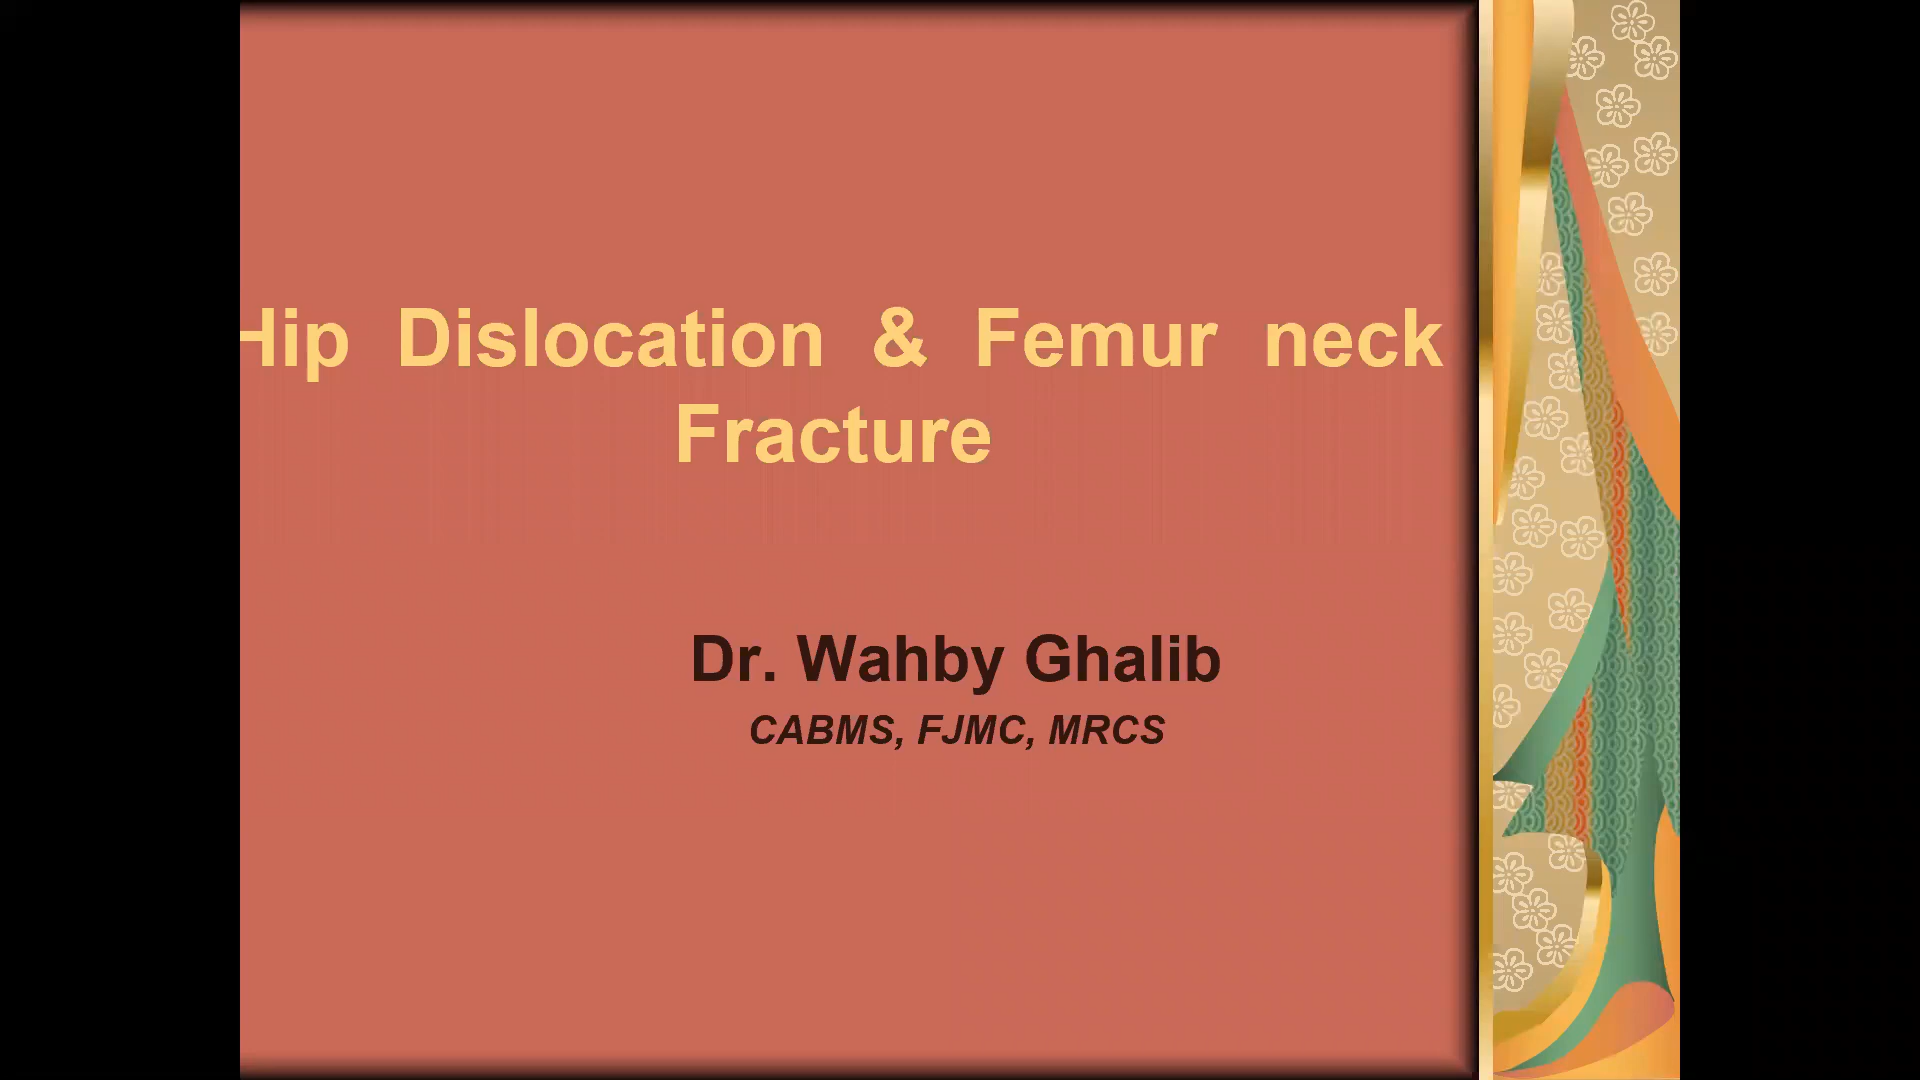 Hip Dislocation & Femur neck
Fracture
Dr. Wahby Ghalib
CABMS, FJMC, MRCS